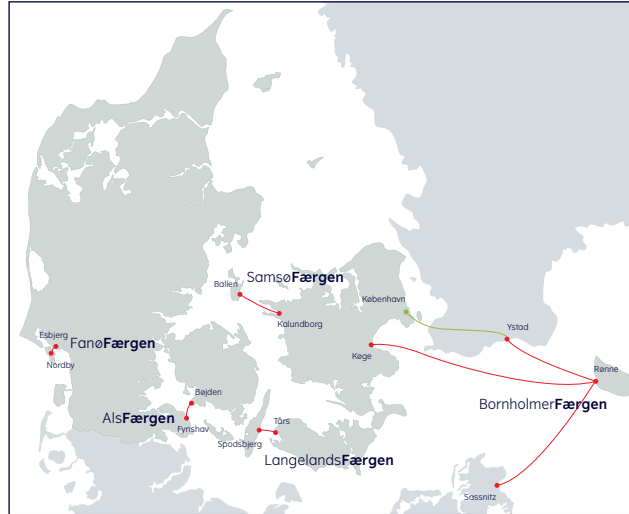 SamsøFærgen
Ballen
København
Kalundborg
Ystad
Esbjerg
FanøFærgen
Køge
Nordby
Rønne
Bøjden
BornholmerFærgen
AlsFærgen
Tårs
Fynshav
Spodsbjerg
LangelandsFærgen
Sassnitz